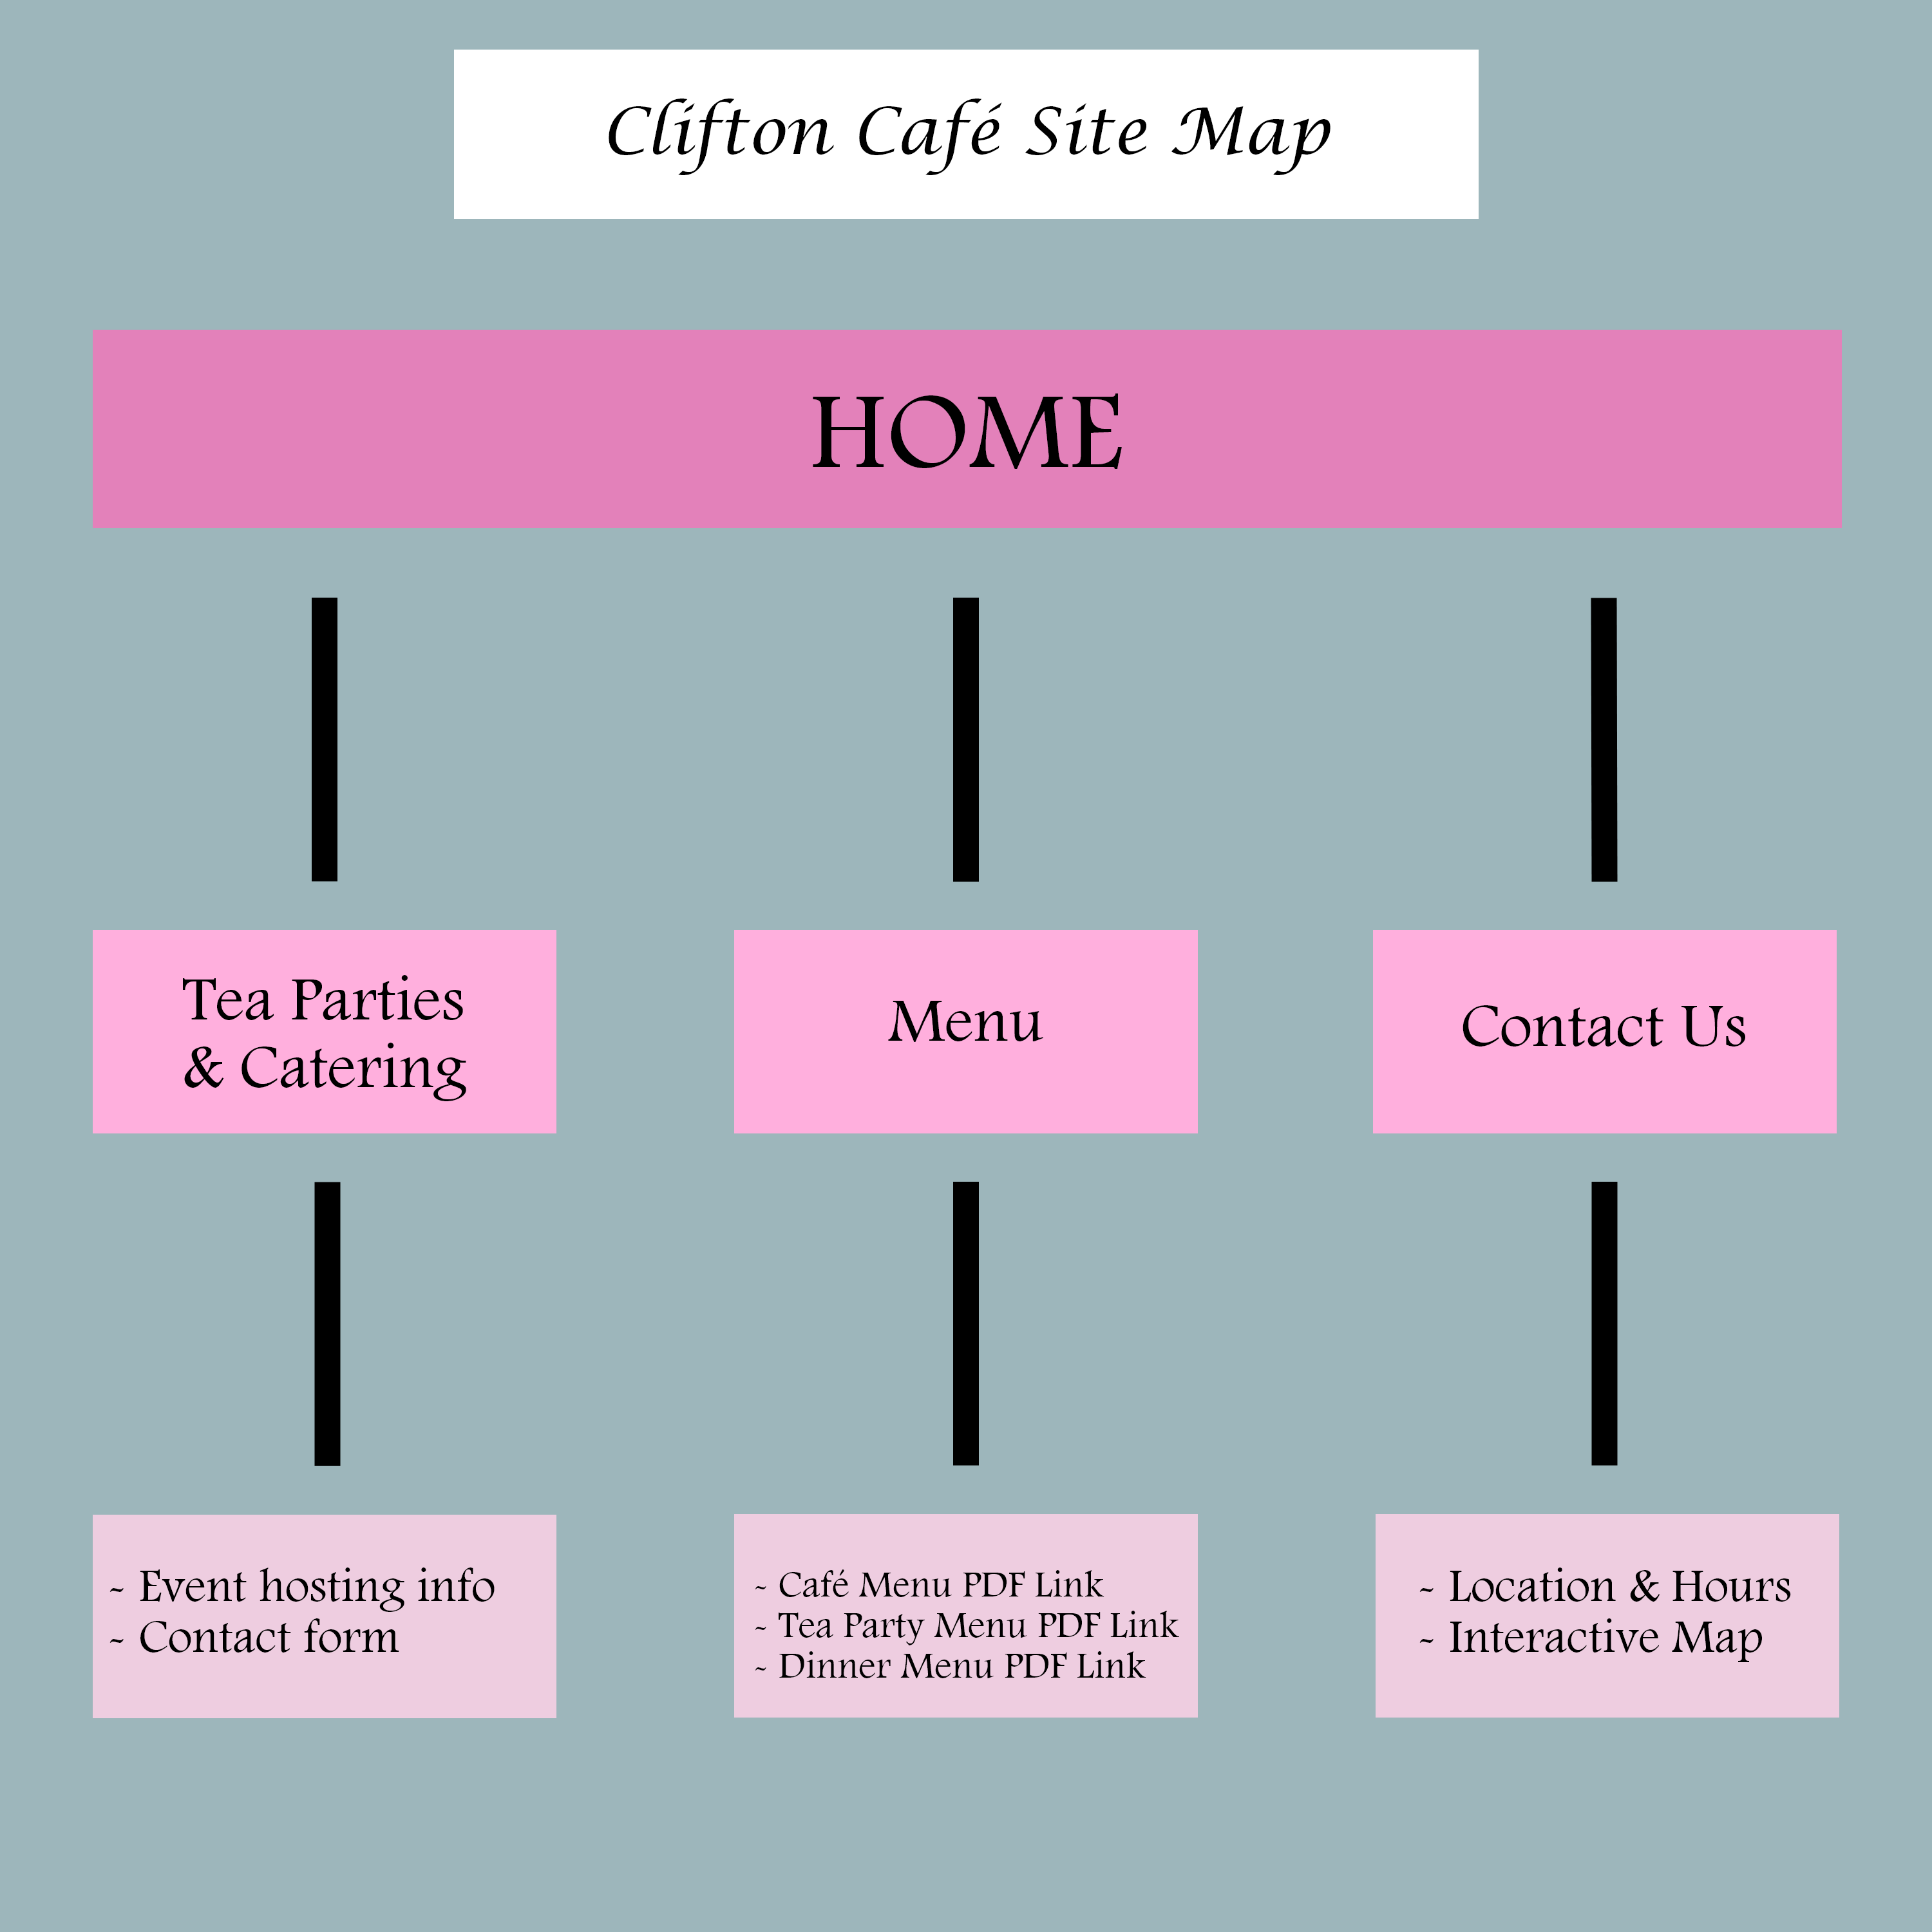 Clifton Café Site Map
HOME
Tea Parties
& Catering
Menu
Contact Us
~ Event hosting info
~ Contact form
~ Café Menu PDF Link
~ Tea Party Menu PDF Link
~ Dinner Menu PDF Link
~ Location & Hours
~ Interactive Map